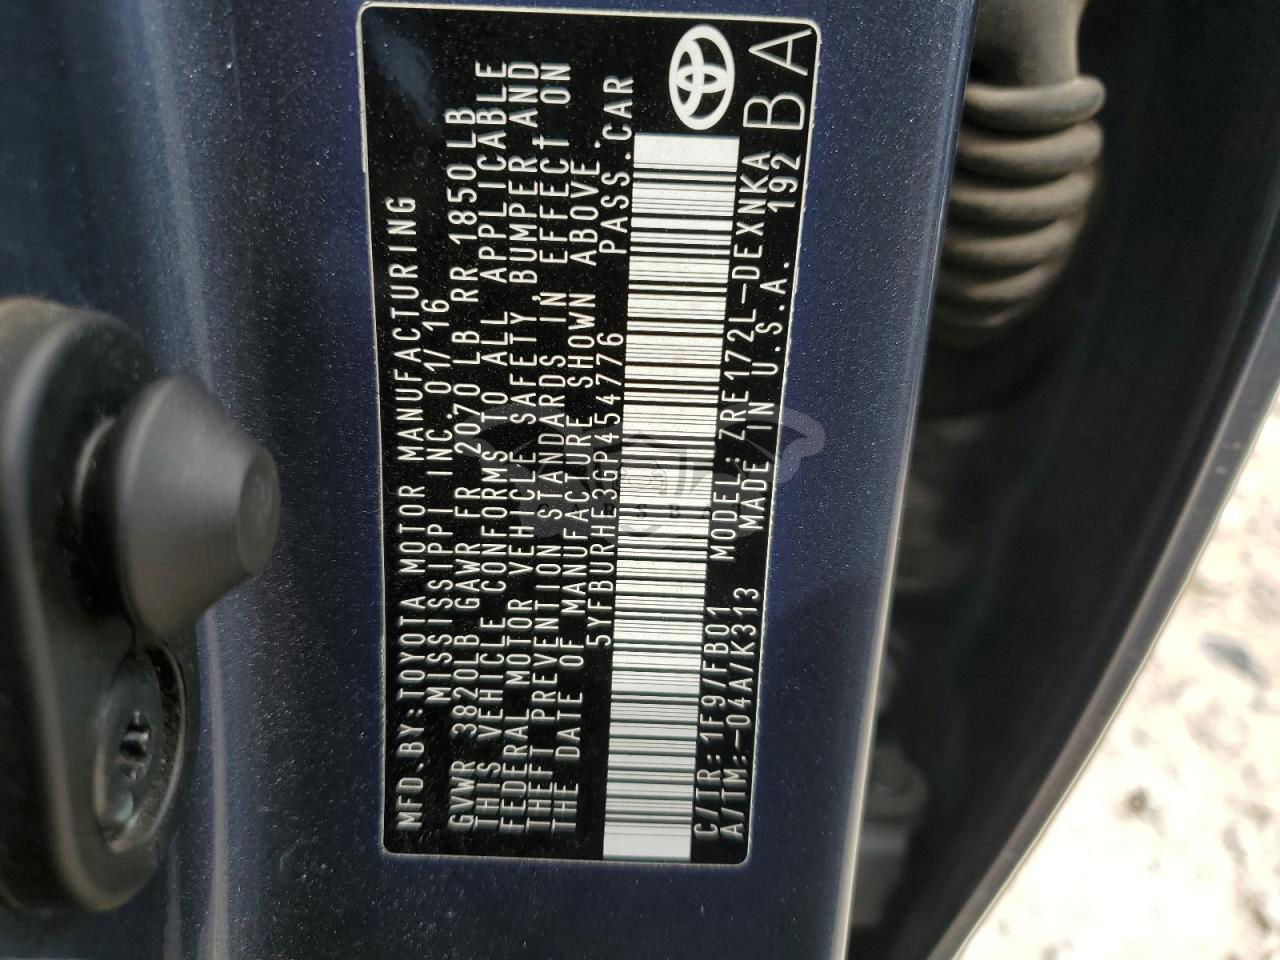 MFD.BY:TOYOTA MOTOR MANUFACTURING
MISSISSIPPI INC. 01/16
GVWR 3820LB GAWR FR 2070 LB RR 1850LB
THIS VEHICLE CONFORMS TO ALL APPLICABLE
FEDERAL MOTOR VEHICLE SAFETY,BUMPER,AND
THEFT PREVENTION STANDARDS IN EFFECT ON
THE DATE OF MANUFACTURE SHOWN ABOVE.
5YFBURHE3GP454776 PASS.CAR
C/TR:1F9/FB01 MODEL:ZRE172L-DEXNKA
A/TM:-04A/K313 MADE IN U.S.A. 192 BA